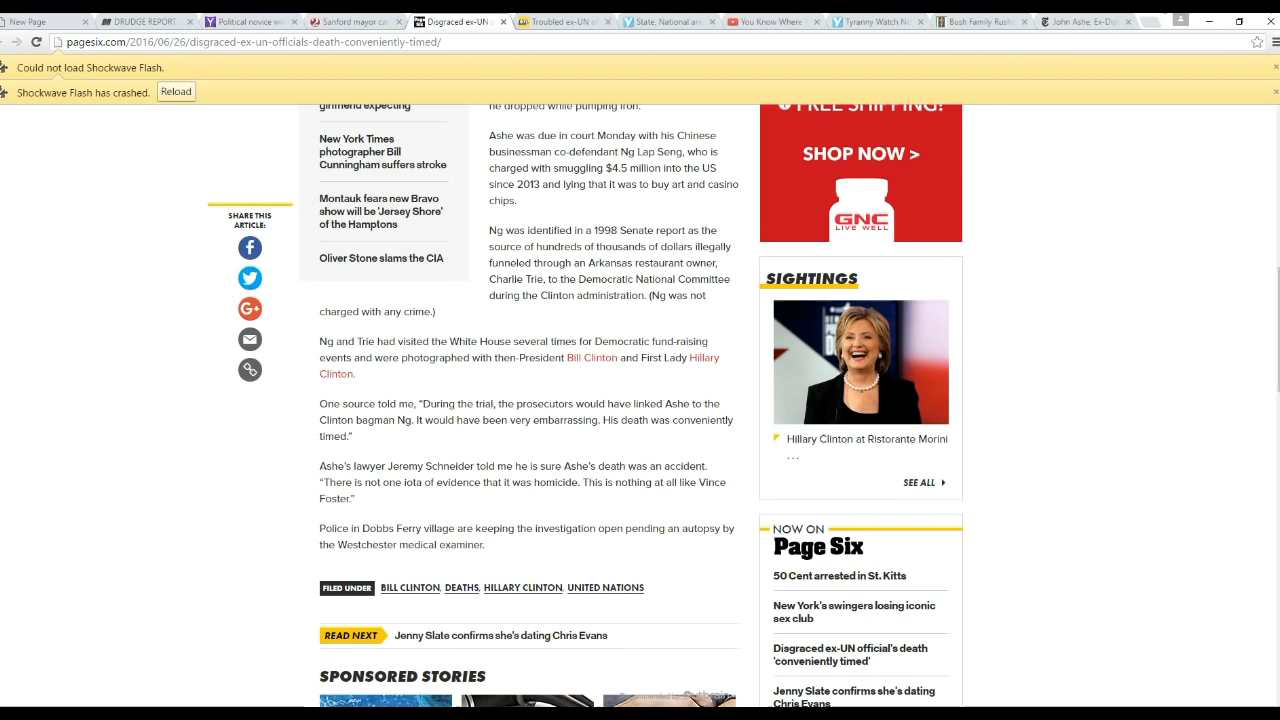 New Page
DRUDGE REPORT
Political novice wi
Sanford mayor ca
Disgraced ex-UN o
Troubled ex-UN o
State, National an
You Know Where
Tyranny Watch Ne
Bush Family Rushe
John Ashe, Ex-Dip
pagesix.com/2016/06/26/disgraced-ex-un-officials-death-conveniently-timed/
Could not load Shockwave Flash.
Shockwave Flash has crashed.
Reload
SHARE THIS
ARTICLE:
girlfriend expecting
New York Times
photographer Bill
Cunningham suffers stroke
Montauk fears new Bravo
show will be 'Jersey Shore'
of the Hamptons
Oliver Stone slams the CIA
he dropped while pumping iron.
Ashe was due in court Monday with his Chinese
businessman co-defendant Ng Lap Seng, who is
charged with smuggling $4.5 million into the US
since 2013 and lying that it was to buy art and casino
chips.
Ng was identified in a 1998 Senate report as the
source of hundreds of thousands of dollars illegally
funneled through an Arkansas restaurant owner,
Charlie Trie, to the Democratic National Committee
during the Clinton administration. (Ng was not
charged with any crime.)
Ng and Trie had visited the White House several times for Democratic fund-raising
events and were photographed with then-President Bill Clinton and First Lady Hillary
Clinton.
One source told me, “During the trial, the prosecutors would have linked Ashe to the
Clinton bagman Ng. It would have been very embarrassing. His death was conveniently
timed.”
Ashe’s lawyer Jeremy Schneider told me he is sure Ashe’s death was an accident.
“There is not one iota of evidence that it was homicide. This is nothing at all like Vince
Foster.”
Police in Dobbs Ferry village are keeping the investigation open pending an autopsy by
the Westchester medical examiner.
FILED UNDER BILL CLINTON, DEATHS, HILLARY CLINTON, UNITED NATIONS
READ NEXT Jenny Slate confirms she's dating Chris Evans
SPONSORED STORIES
FREE SHIPPING!
SHOP NOW >
GNC
LIVE WELL
SIGHTINGS
Hillary Clinton at Ristorante Morini
. . .
SEE ALL
NOW ON
Page Six
50 Cent arrested in St. Kitts
New York's swingers losing iconic
sex club
Disgraced ex-UN official's death
'conveniently timed'
Jenny Slate confirms she's dating
Chris Evans